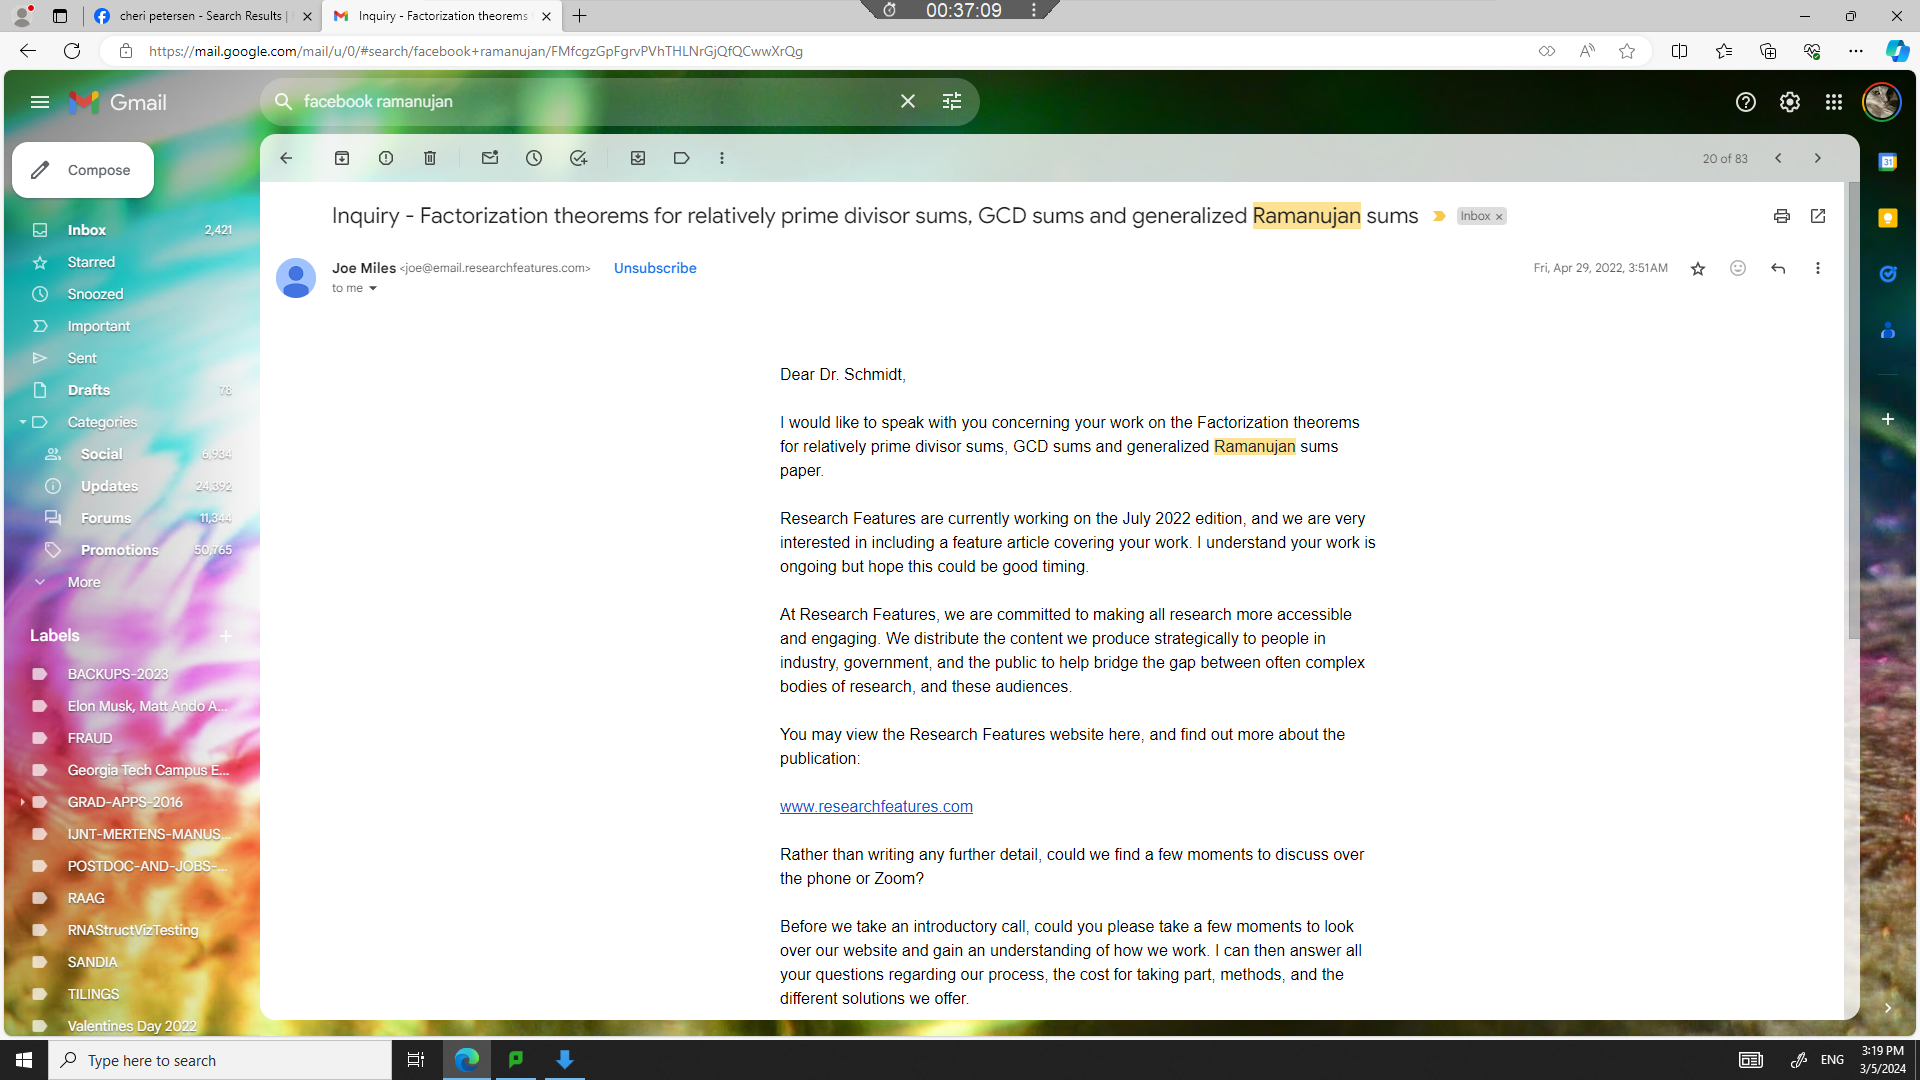 cheri petersen - Search Results |
Inquiry - Factorization theorems
00:37:09
https://mail.google.com/mail/u/0/#search/facebook+ramanujan/FMfcgzGpFgrvPVhTHLNrGjQfQCwwXrQg
Gmail
facebook ramanujan
Compose
20 of 83
Inbox 2,421
Starred
Snoozed
Important
Sent
Drafts 78
Categories
Social 6,934
Updates 24,392
Forums 11,344
Promotions 50,765
More
Labels
BACKUPS-2023
Elon Musk, Matt Ando A...
FRAUD
Georgia Tech Campus E...
GRAD-APPS-2016
IJNT-MERTENS-MANUS...
POSTDOC-AND-JOBS-...
RAAG
RNAStructVizTesting
SANDIA
TILINGS
Valentines Day 2022
Inquiry - Factorization theorems for relatively prime divisor sums, GCD sums and generalized Ramanujan sums
Inbox ×
Joe Miles <joe@email.researchfeatures.com> Unsubscribe
Fri, Apr 29, 2022, 3:51 AM
to me
Dear Dr. Schmidt,
I would like to speak with you concerning your work on the Factorization theorems
for relatively prime divisor sums, GCD sums and generalized Ramanujan sums
paper.
Research Features are currently working on the July 2022 edition, and we are very
interested in including a feature article covering your work. I understand your work is
ongoing but hope this could be good timing.
At Research Features, we are committed to making all research more accessible
and engaging. We distribute the content we produce strategically to people in
industry, government, and the public to help bridge the gap between often complex
bodies of research, and these audiences.
You may view the Research Features website here, and find out more about the
publication:
www.researchfeatures.com
Rather than writing any further detail, could we find a few moments to discuss over
the phone or Zoom?
Before we take an introductory call, could you please take a few moments to look
over our website and gain an understanding of how we work. I can then answer all
your questions regarding our process, the cost for taking part, methods, and the
different solutions we offer.
31
Type here to search
ENG
3:19 PM
3/5/2024